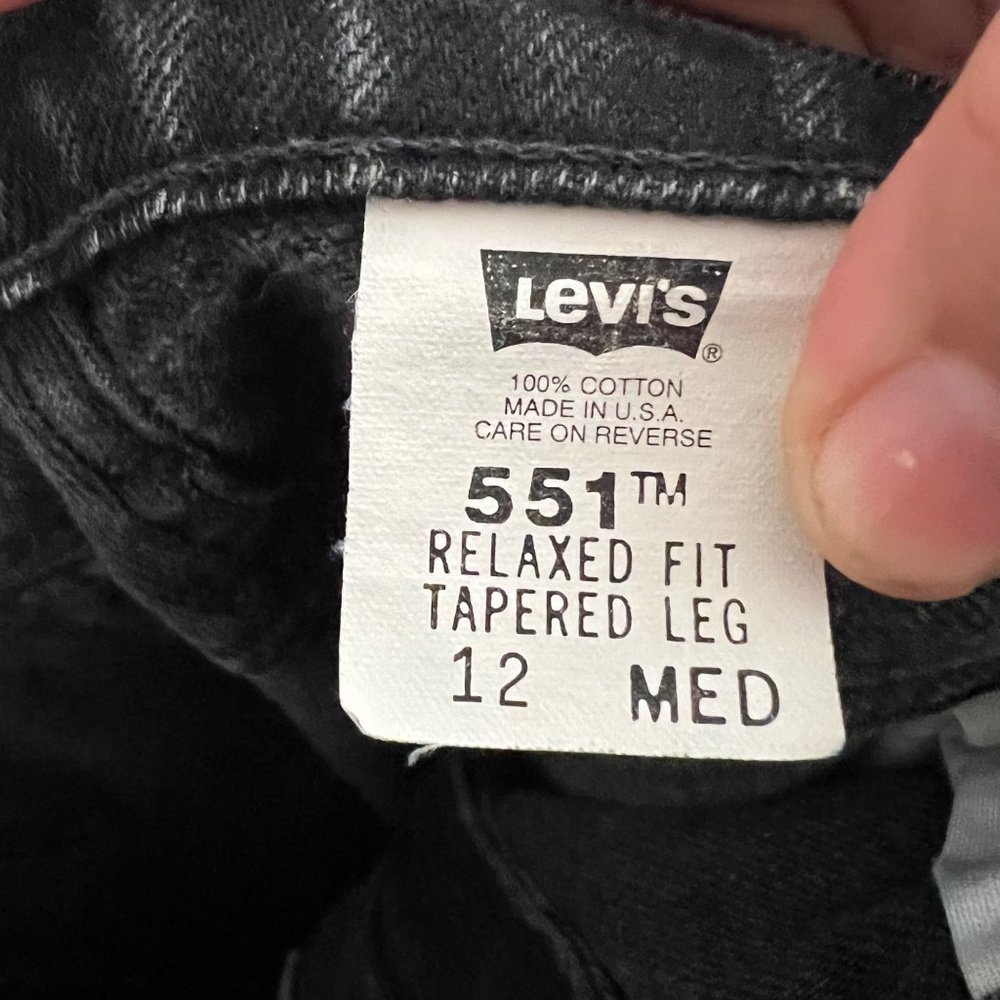 Levi's
®
100% COTTON
MADE IN U.S.A.
CARE ON REVERSE
551™
RELAXED FIT
TAPERED LEG
12 MED